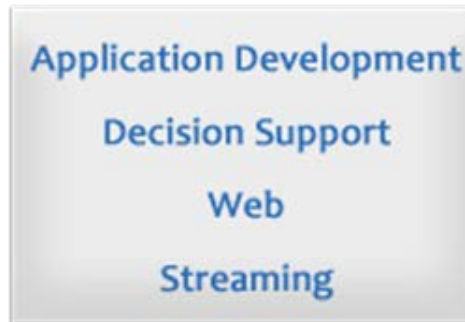 Application Development
Decision Support
Web
Streaming